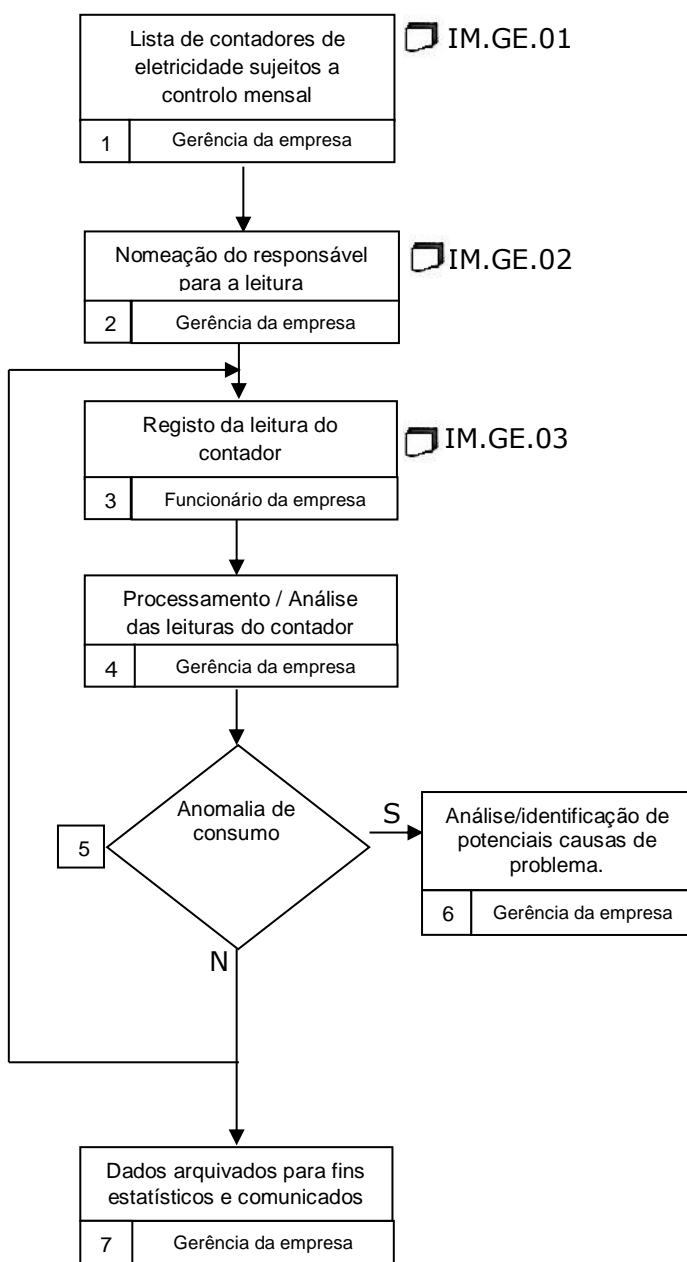 Lista de contadores de
eletricidade sujeitos a
controlo mensal
1
Gerência da empresa
IM.GE.01
Nomeação do responsável
para a leitura
2
Gerência da empresa
IM.GE.02
Registo da leitura do
contador
3
Funcionário da empresa
IM.GE.03
Processamento / Análise
das leituras do contador
4
Gerência da empresa
5
Anomalia de
consumo
S
N
Análise/identificação de
potenciais causas de
problema.
6
Gerência da empresa
Dados arquivados para fins
estatísticos e comunicados
7
Gerência da empresa